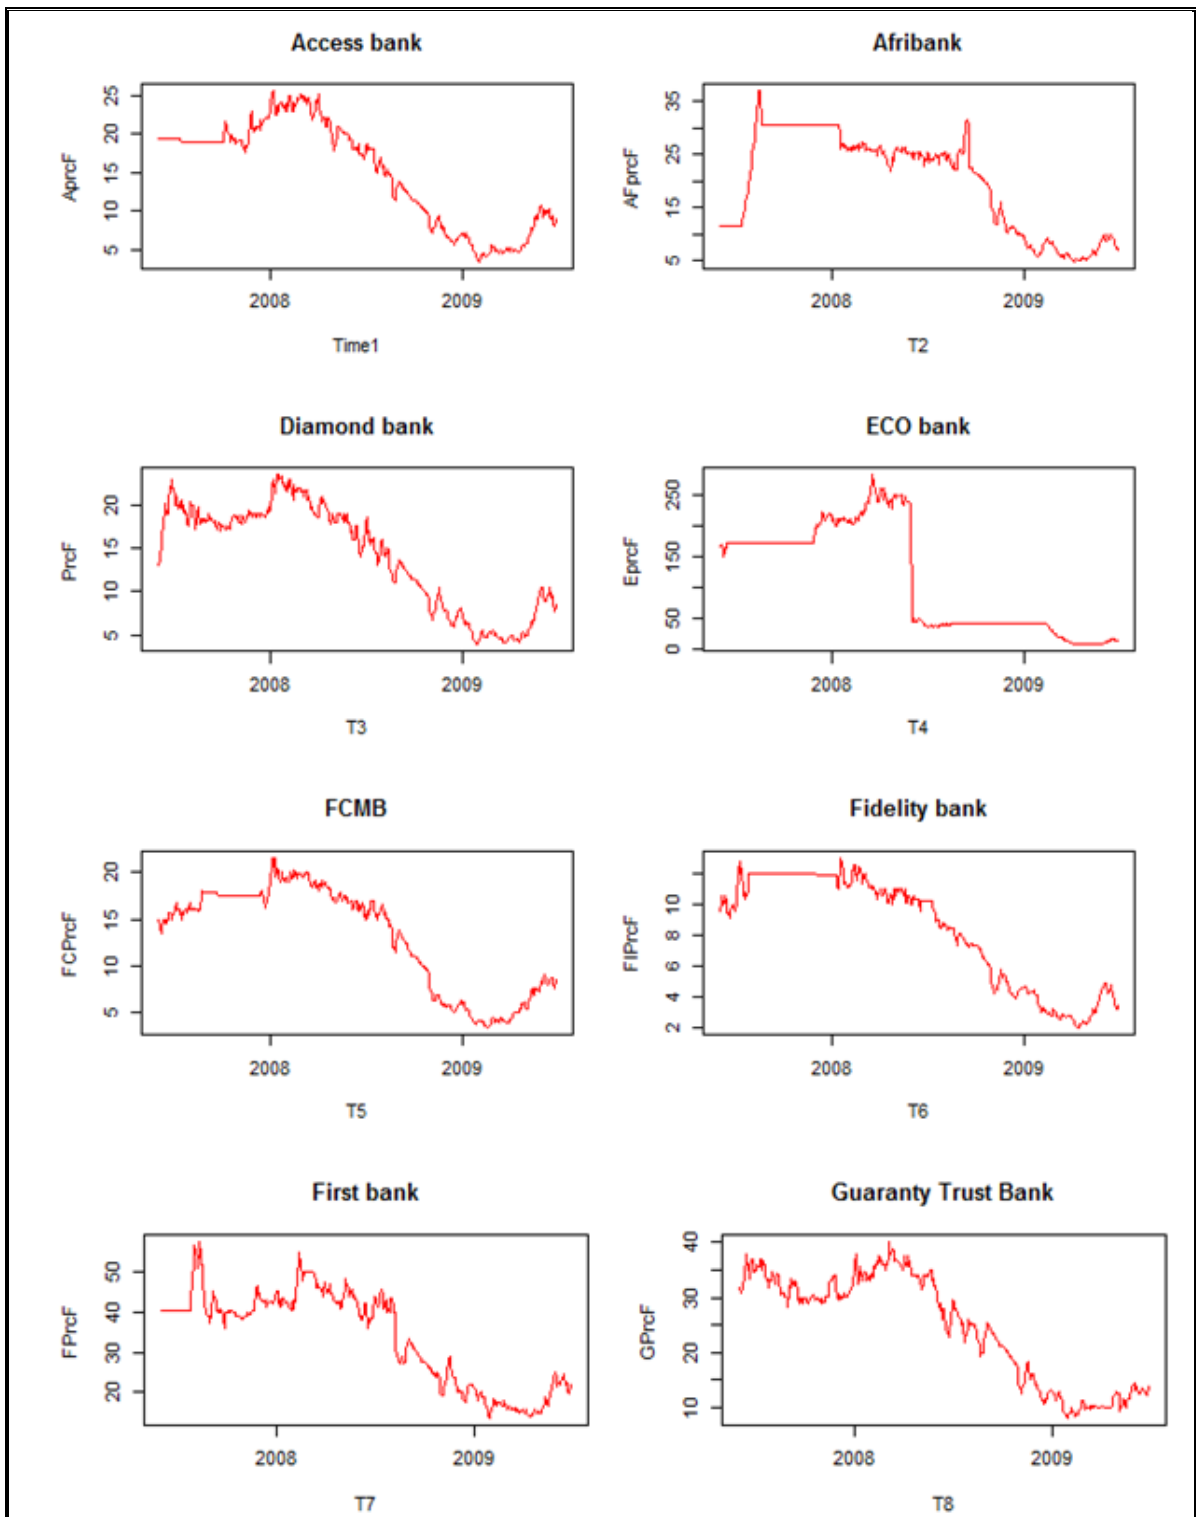 Access bank
AprcF
25
20
15
10
5
2008 2009
Time1
Afribank
AFprcF
35
25
15
5
2008 2009
T2
Diamond bank
PrcF
20
15
10
5
2008 2009
T3
ECO bank
EprcF
250
150
50
0
2008 2009
T4
FCMB
FCPrcF
20
15
10
5
2008 2009
T5
Fidelity bank
FIPrcF
10
8
6
4
2
2008 2009
T6
First bank
FPrcF
50
40
30
20
2008 2009
T7
Guaranty Trust Bank
GPrcF
40
30
20
10
2008 2009
T8